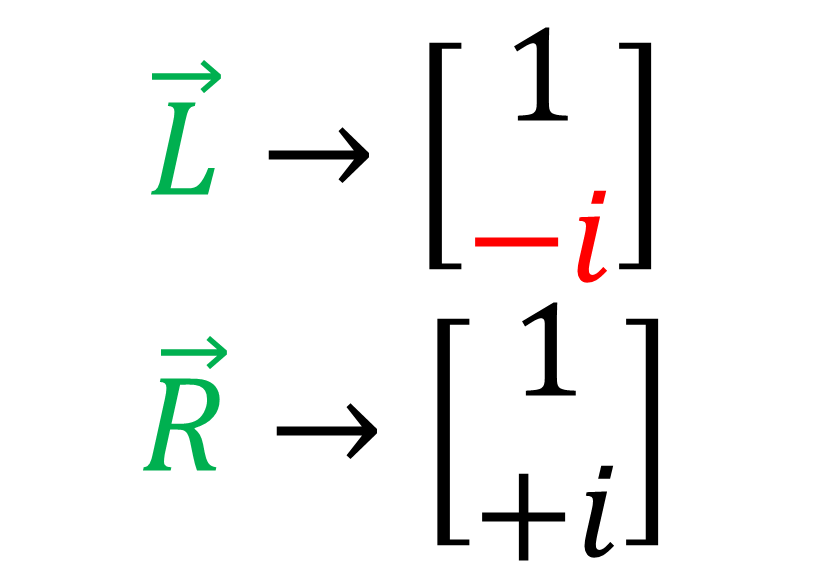 L⃗ → [1
−i]
R⃗ → [1
+i]